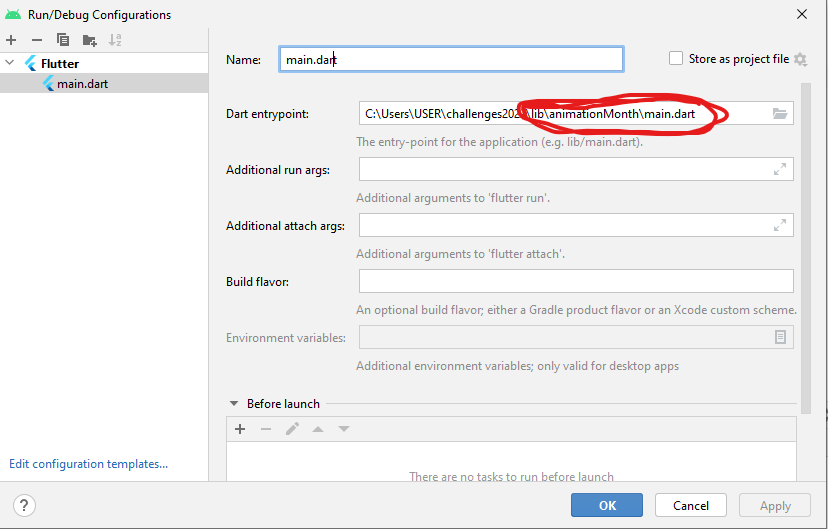 Run/Debug Configurations
Flutter
main.dart
Name: main.dart
Store as project file
Dart entrypoint: C:\Users\USER\challenges202 \lib\animationMonth\main.dart
The entry-point for the application (e.g. lib/main.dart).
Additional run args:
Additional arguments to 'flutter run'.
Additional attach args:
Additional arguments to 'flutter attach'.
Build flavor:
An optional build flavor; either a Gradle product flavor or an Xcode custom scheme.
Environment variables:
Additional environment variables; only valid for desktop apps
Before launch
There are no tasks to run before launch
Edit configuration templates...
?
OK Cancel Apply